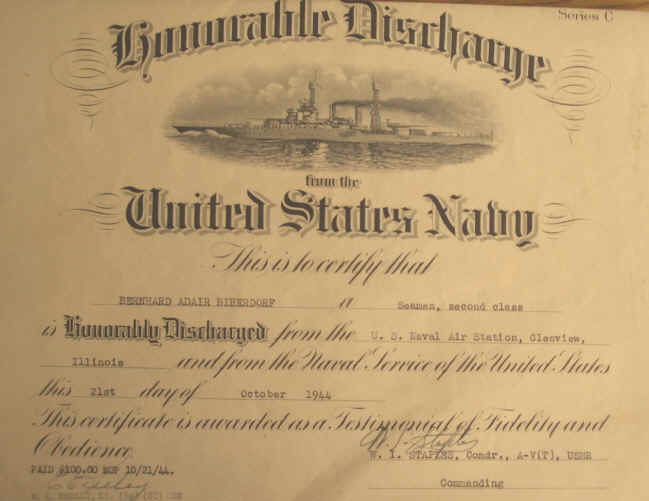 Series C
Honorable Discharge
from the
United States Navy
This is to certify that
BERNHARD ADAIR BIBERDORF a Seaman, second class
is Honorably Discharged from the U. S. Naval Air Station, Glenview,
Illinois and from the Naval Service of the United States
this 21st day of October 1944
This certificate is awarded as a Testimonial of Fidelity and
Obedience.
W. I. Staples
W. I. STAPLES, Comdr., A-V(T), USNR
PAID $100.00 MOP 10/21/44.
Commanding